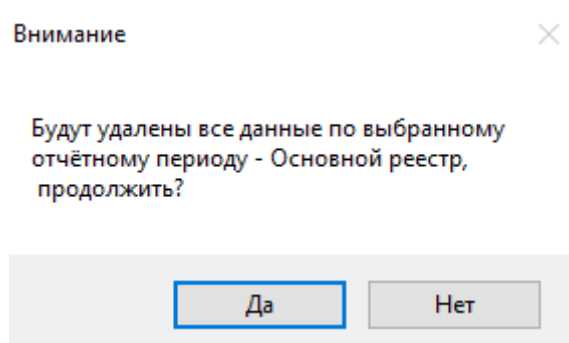 Внимание
Будут удалены все данные по выбранному
отчётному периоду - Основной реестр,
продолжить?
Да
Нет